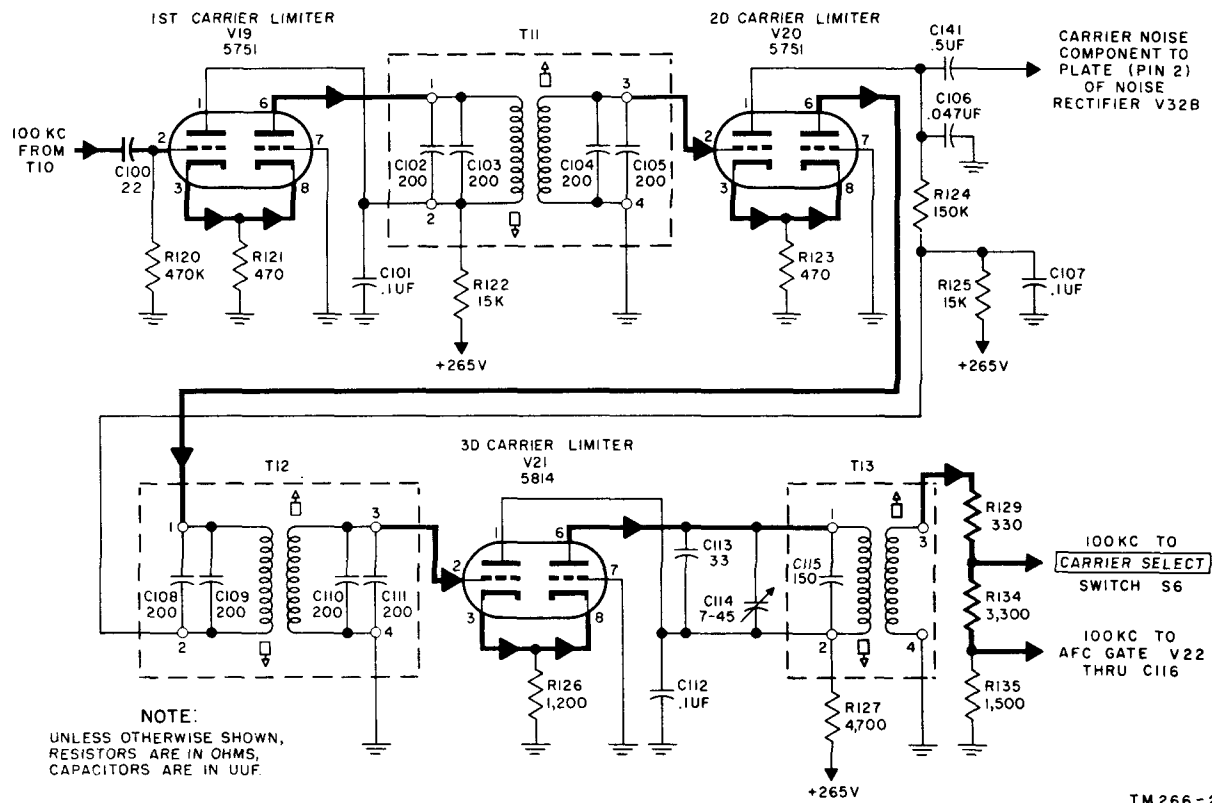 1ST CARRIER LIMITER
V19
5751
T11
2D CARRIER LIMITER
V20
5751
C141
.5UF
CARRIER NOISE
COMPONENT TO
PLATE (PIN 2)
OF NOISE
RECTIFIER V32B
C106
.047UF
100 KC
FROM
T10
C100
22
1
6
2
7
3
8
1
3
C102
200
C103
200
C104
200
C105
200
2
4
1
6
2
7
3
8
R124
150K
R120
470K
R121
470
C101
.1UF
R122
15K
+265V
R123
470
R125
15K
C107
.1UF
+265V
3D CARRIER LIMITER
V21
5814
T12
T13
1
3
C108
200
C109
200
C110
200
C111
200
2
4
1
6
2
7
3
8
C113
33
C114
7-45
1
C115
150
3
2
4
R129
330
100KC TO
CARRIER SELECT
SWITCH S6
R134
3,300
100KC TO
AFC GATE V22
THRU C116
R135
1,500
R126
1,200
C112
.1UF
R127
4,700
+265V
NOTE:
UNLESS OTHERWISE SHOWN,
RESISTORS ARE IN OHMS,
CAPACITORS ARE IN UUF.
TM266-